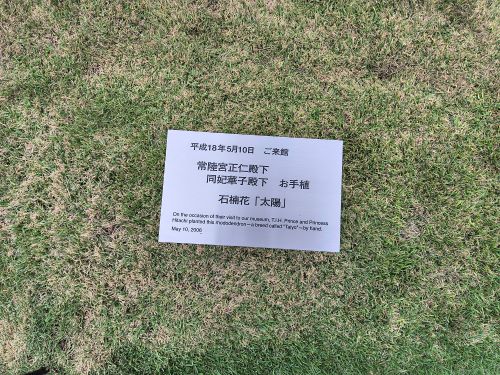 平成18年5月10日　ご来館
常陸宮正仁殿下
同妃華子殿下　お手植
石楠花「太陽」
On the occasion of their visit to our museum, T.I.H. Prince and Princess
Hitachi planted this rhododendron—a breed called "Taiyo"—by hand.
May 10, 2006